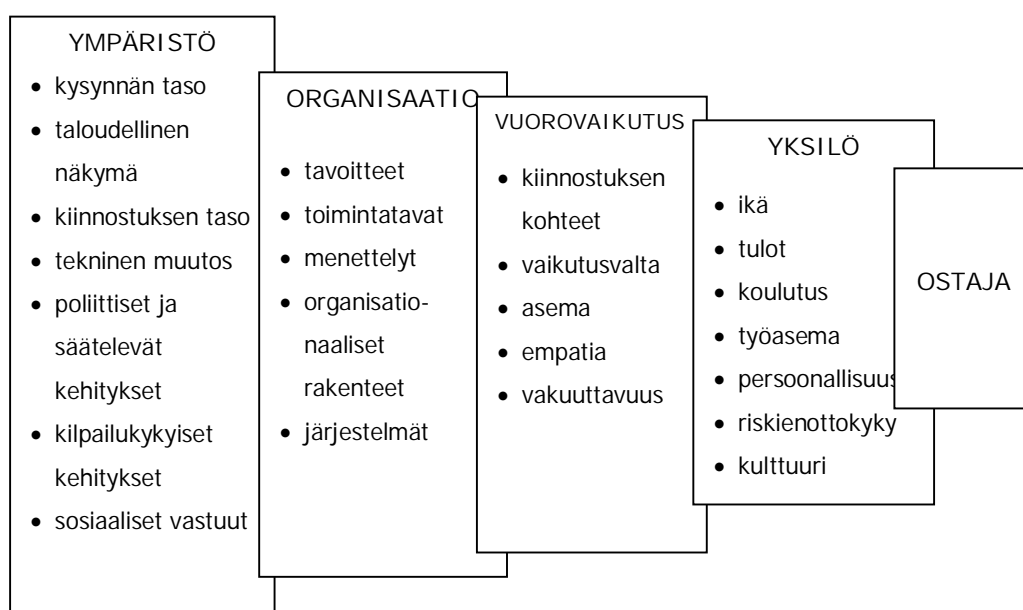 YMPÄRISTÖ
• kysynnän taso
• taloudellinen
näkymä
• kiinnostuksen taso
• tekninen muutos
• poliittiset ja
säätelevät
kehitykset
• kilpailukykyiset
kehitykset
• sosiaaliset vastuut
ORGANISAATIO
• tavoitteet
• toimintatavat
• menettelyt
• organisatio-
naaliset
rakenteet
• järjestelmät
VUOROVAIKUTUS
• kiinnostuksen
kohteet
• vaikutusvalta
• asema
• empatia
• vakuuttavuus
YKSILÖ
• ikä
• tulot
• koulutus
• työasema
• persoonallisuus
• riskienottokyky
• kulttuuri
OSTAJA